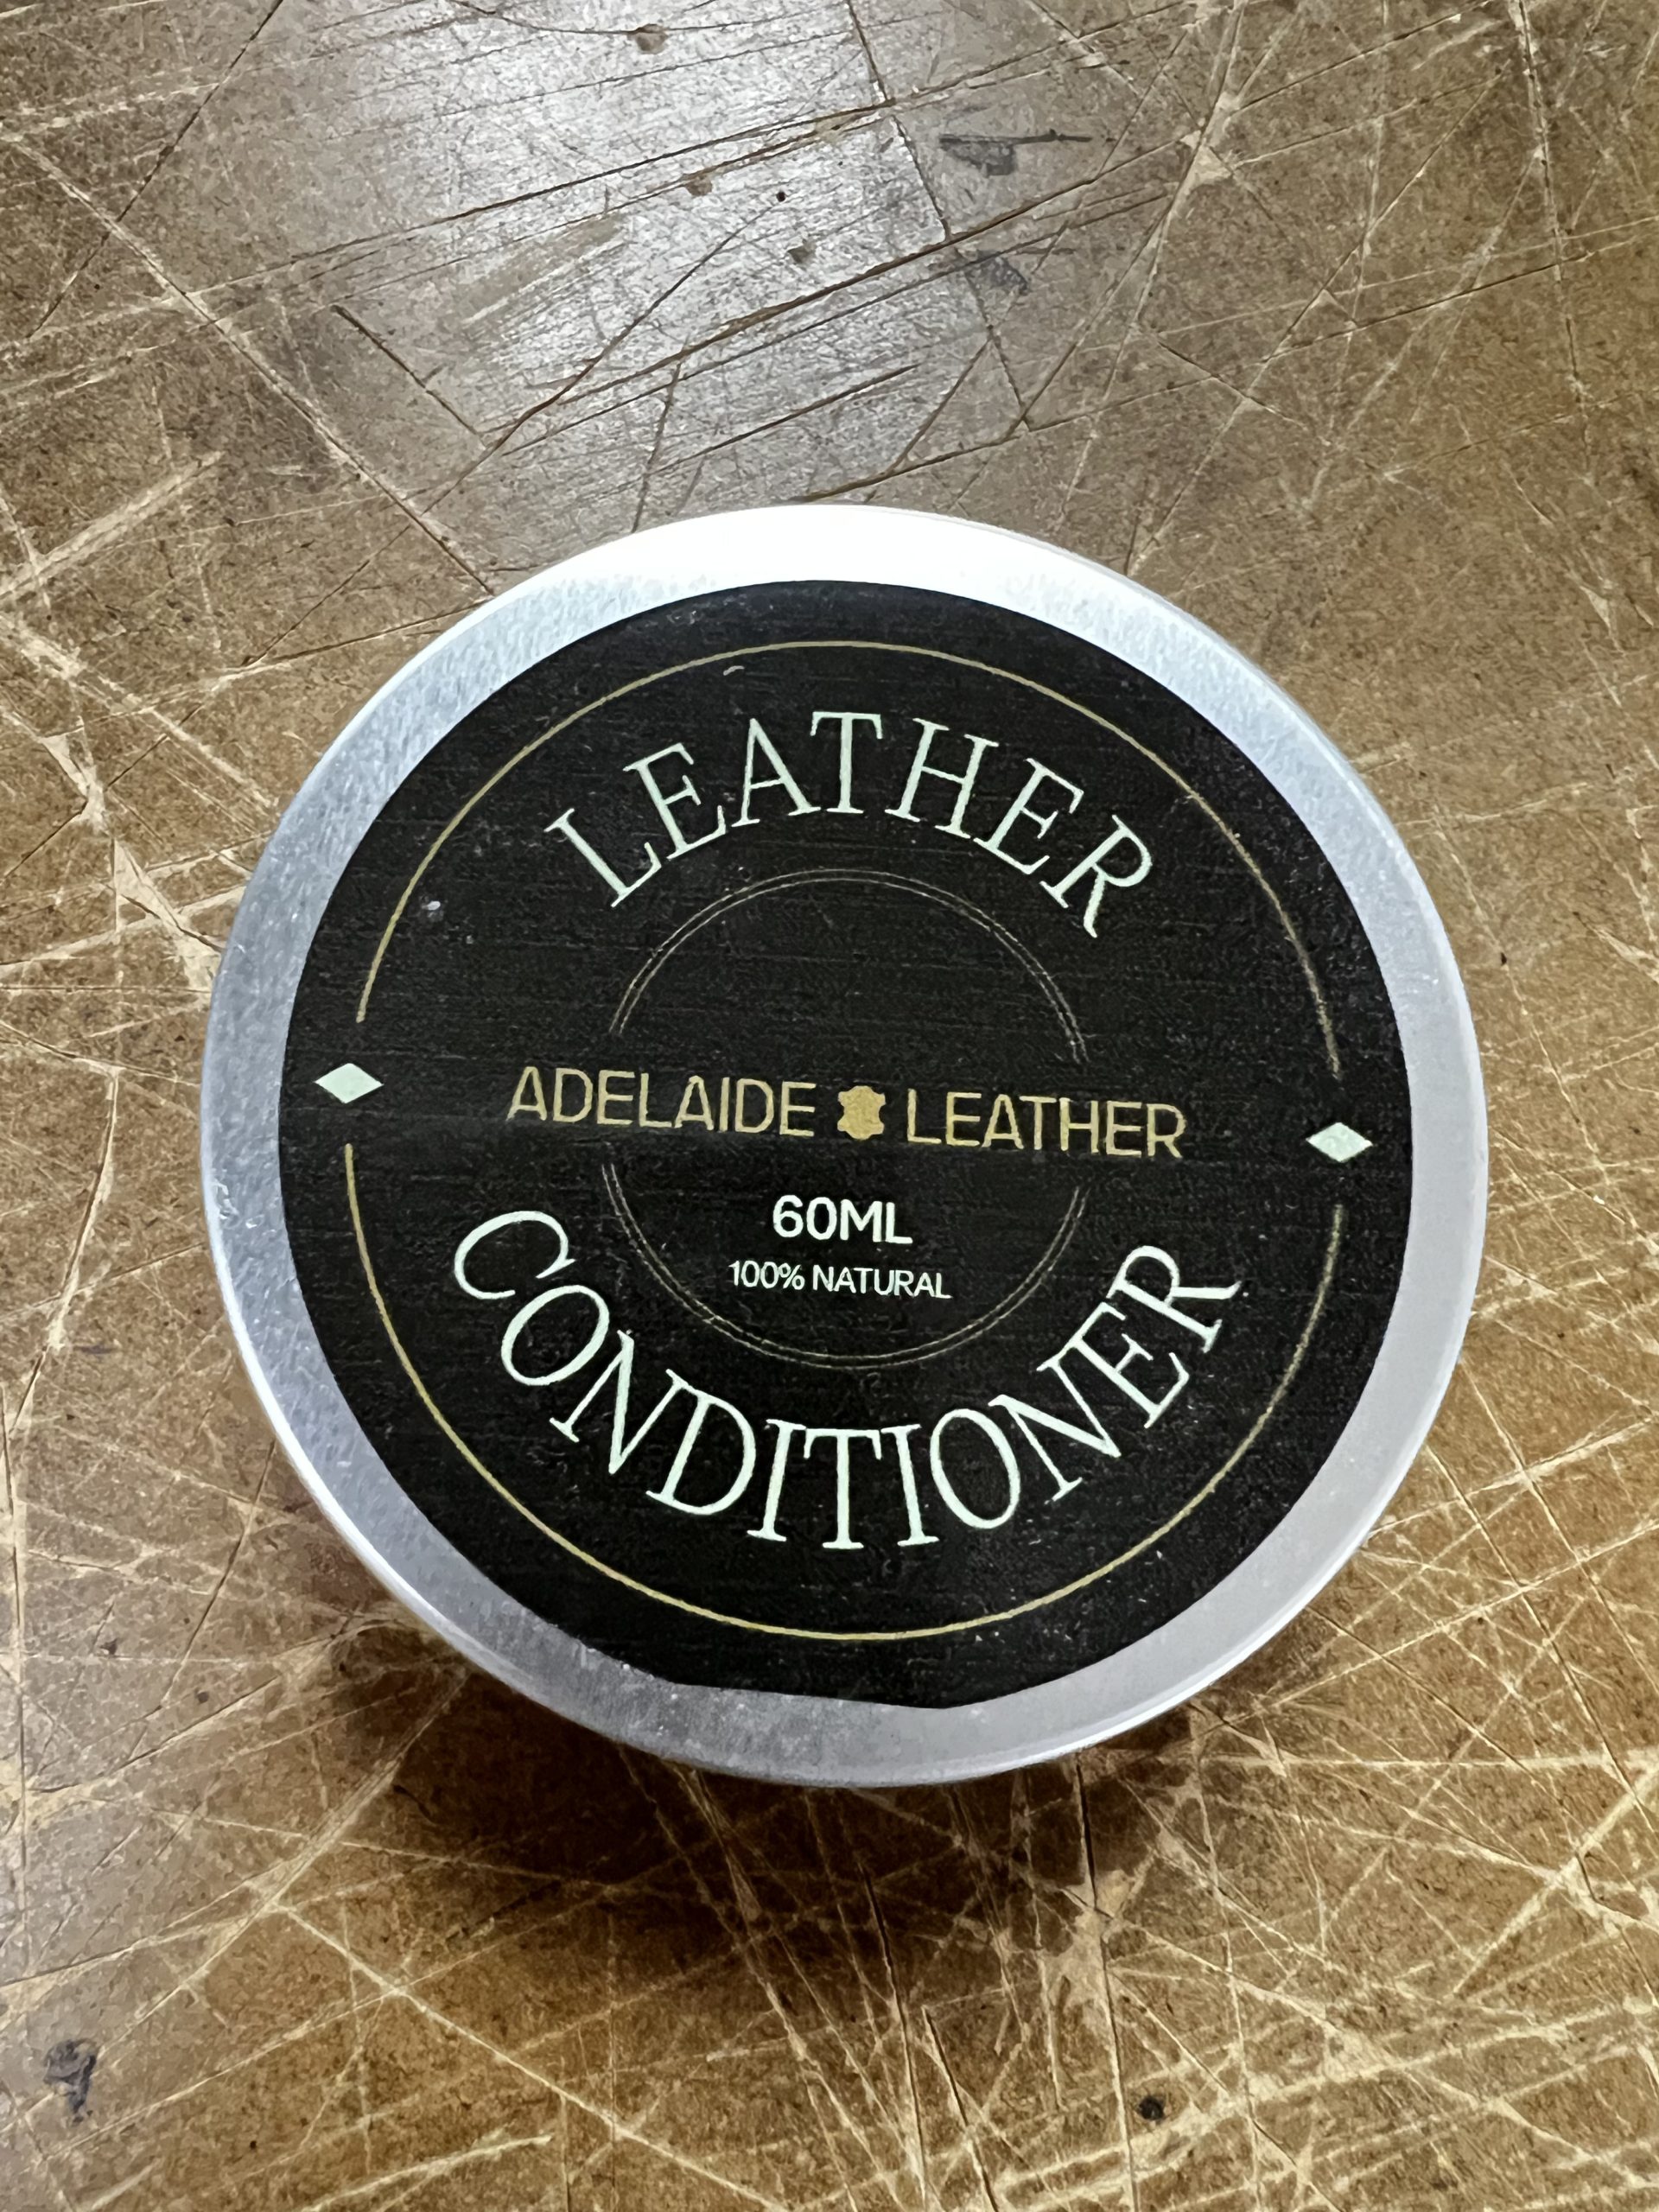 LEATHER
ADELAIDE LEATHER
60ML
100% NATURAL
CONDITIONER